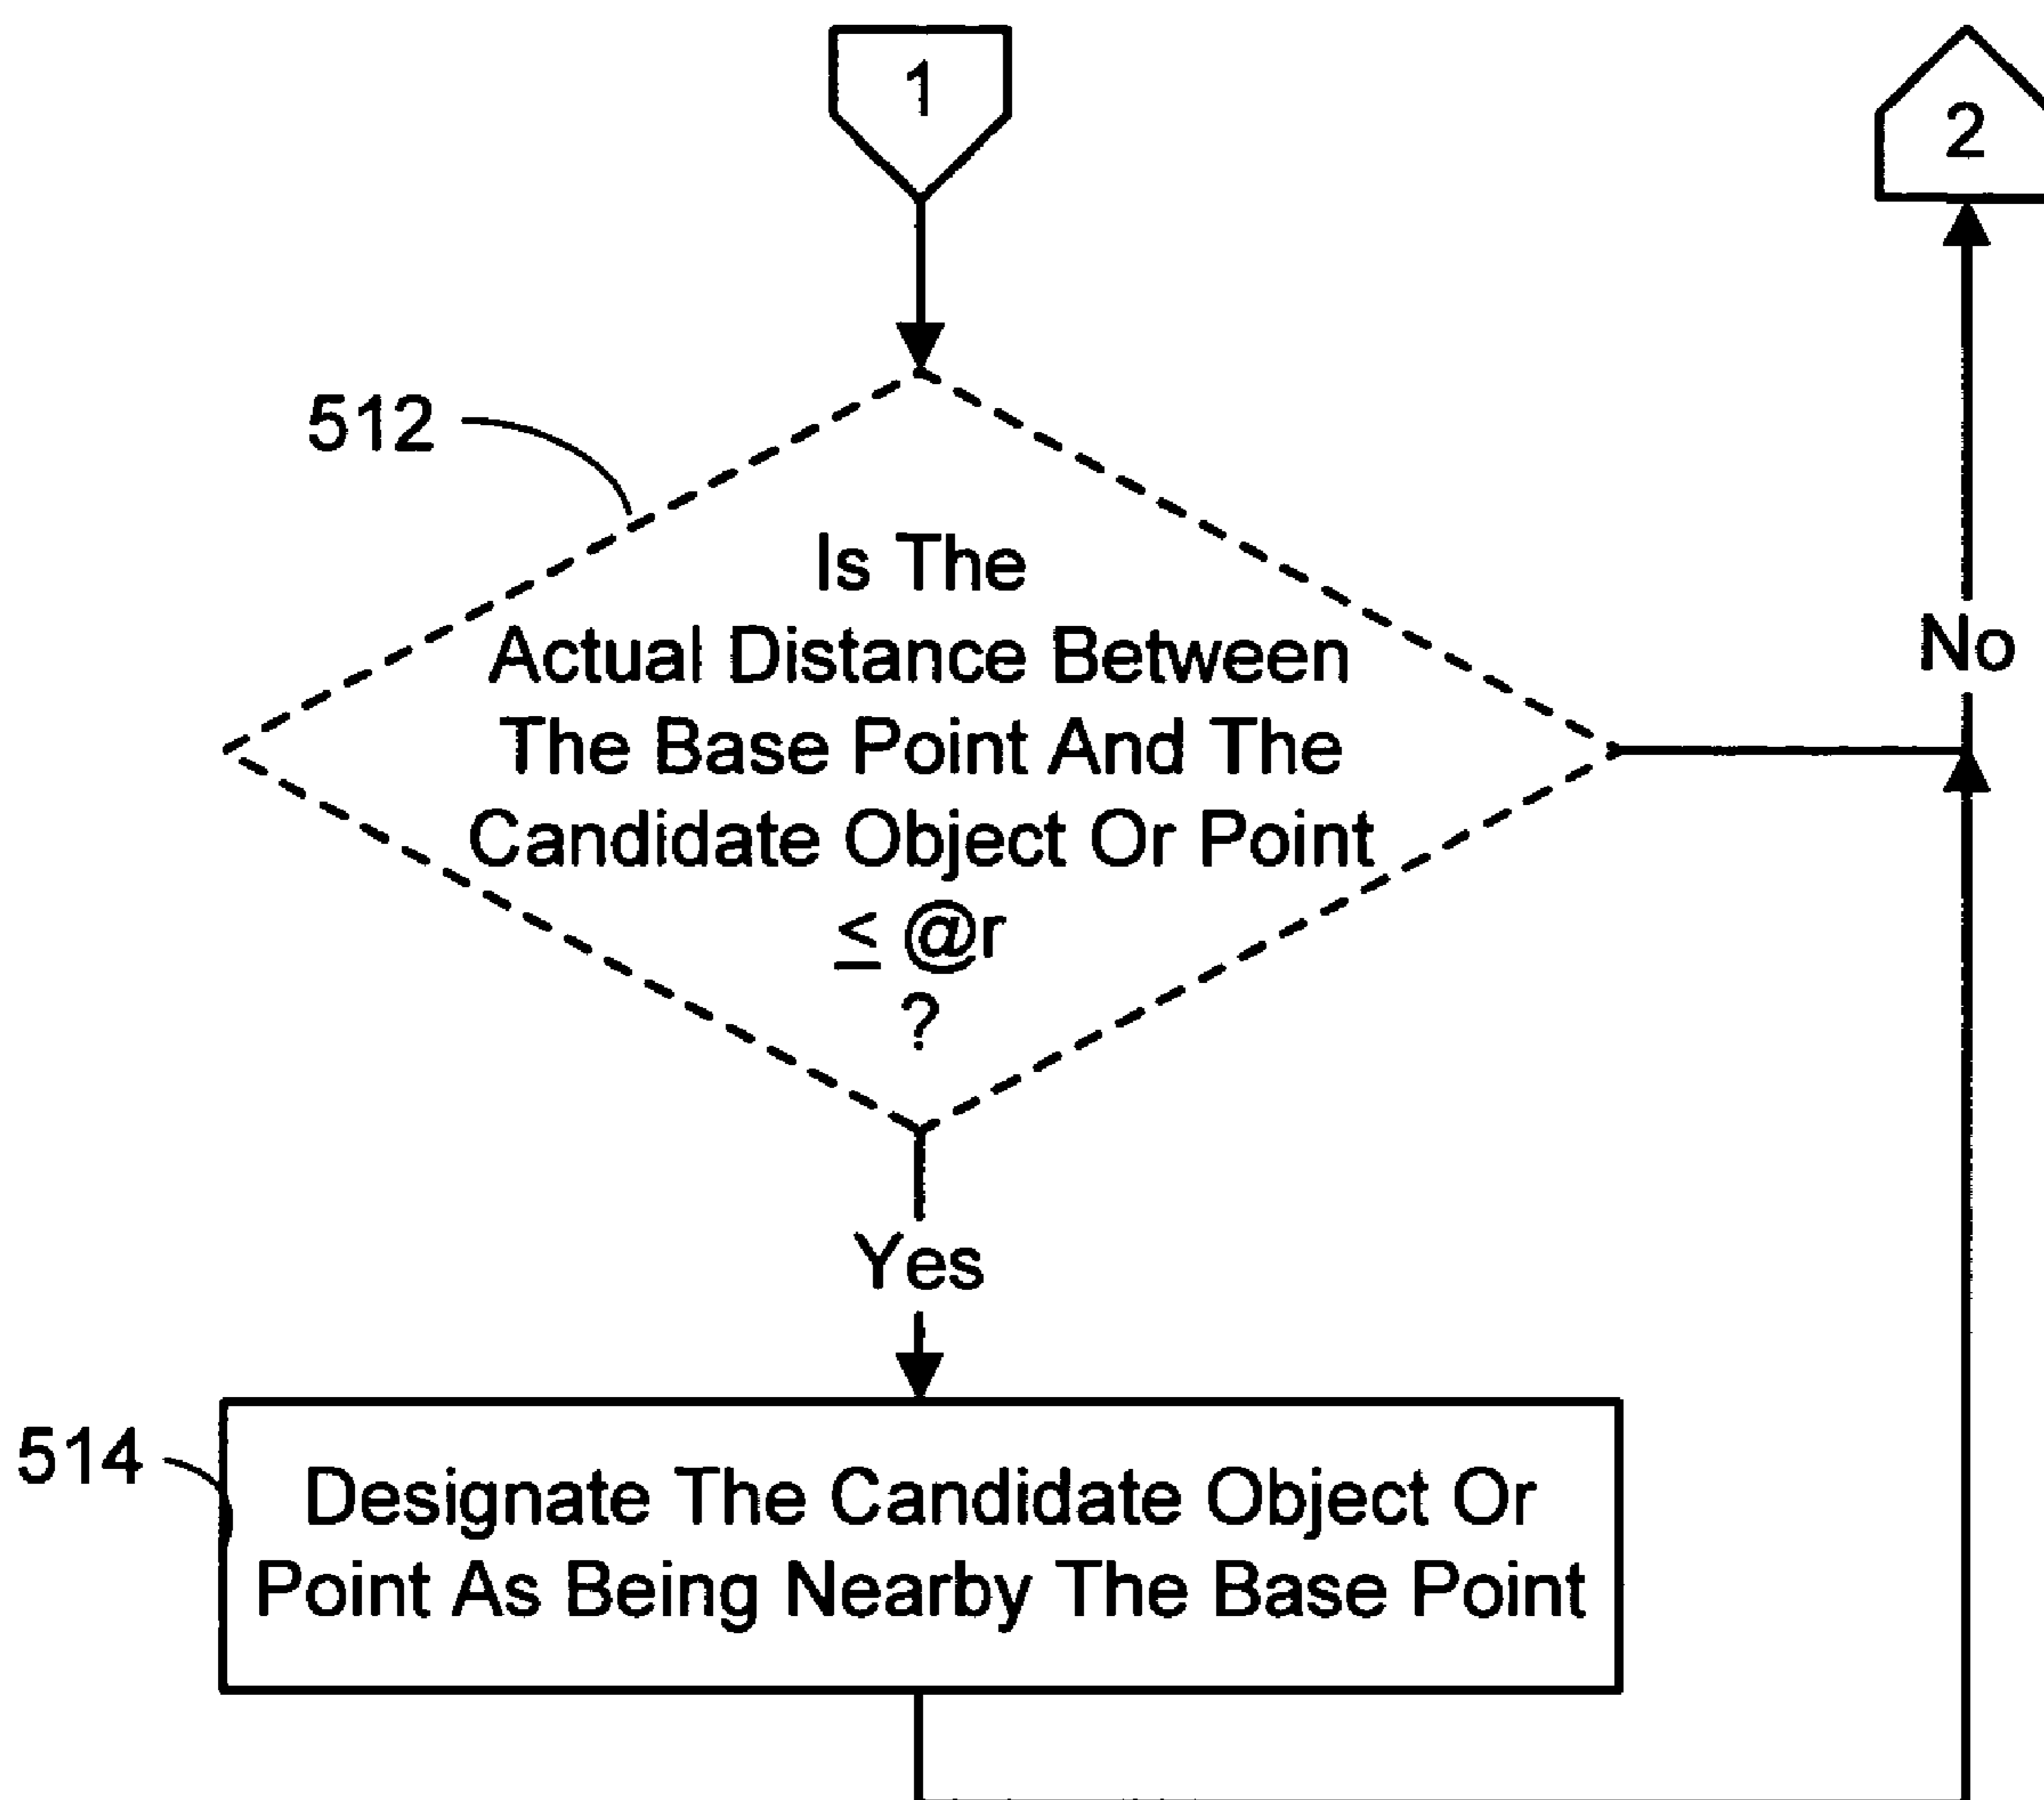 1
2
512
Is The
Actual Distance Between
The Base Point And The
Candidate Object Or Point
≤ @r
?
No
Yes
514
Designate The Candidate Object Or
Point As Being Nearby The Base Point